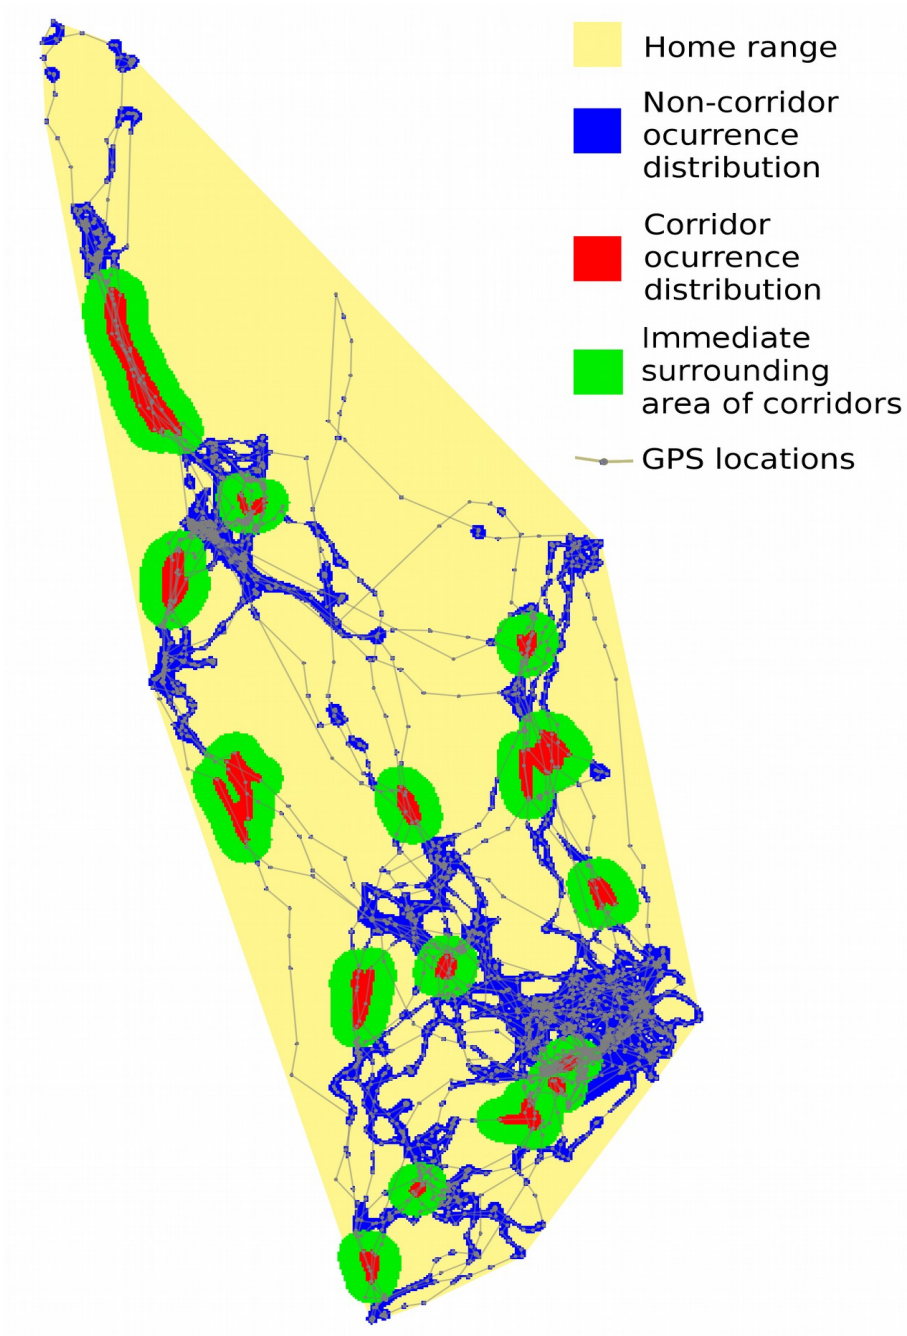 Home range
Non-corridor
ocurrence
distribution
Corridor
ocurrence
distribution
Immediate
surrounding
area of corridors
GPS locations